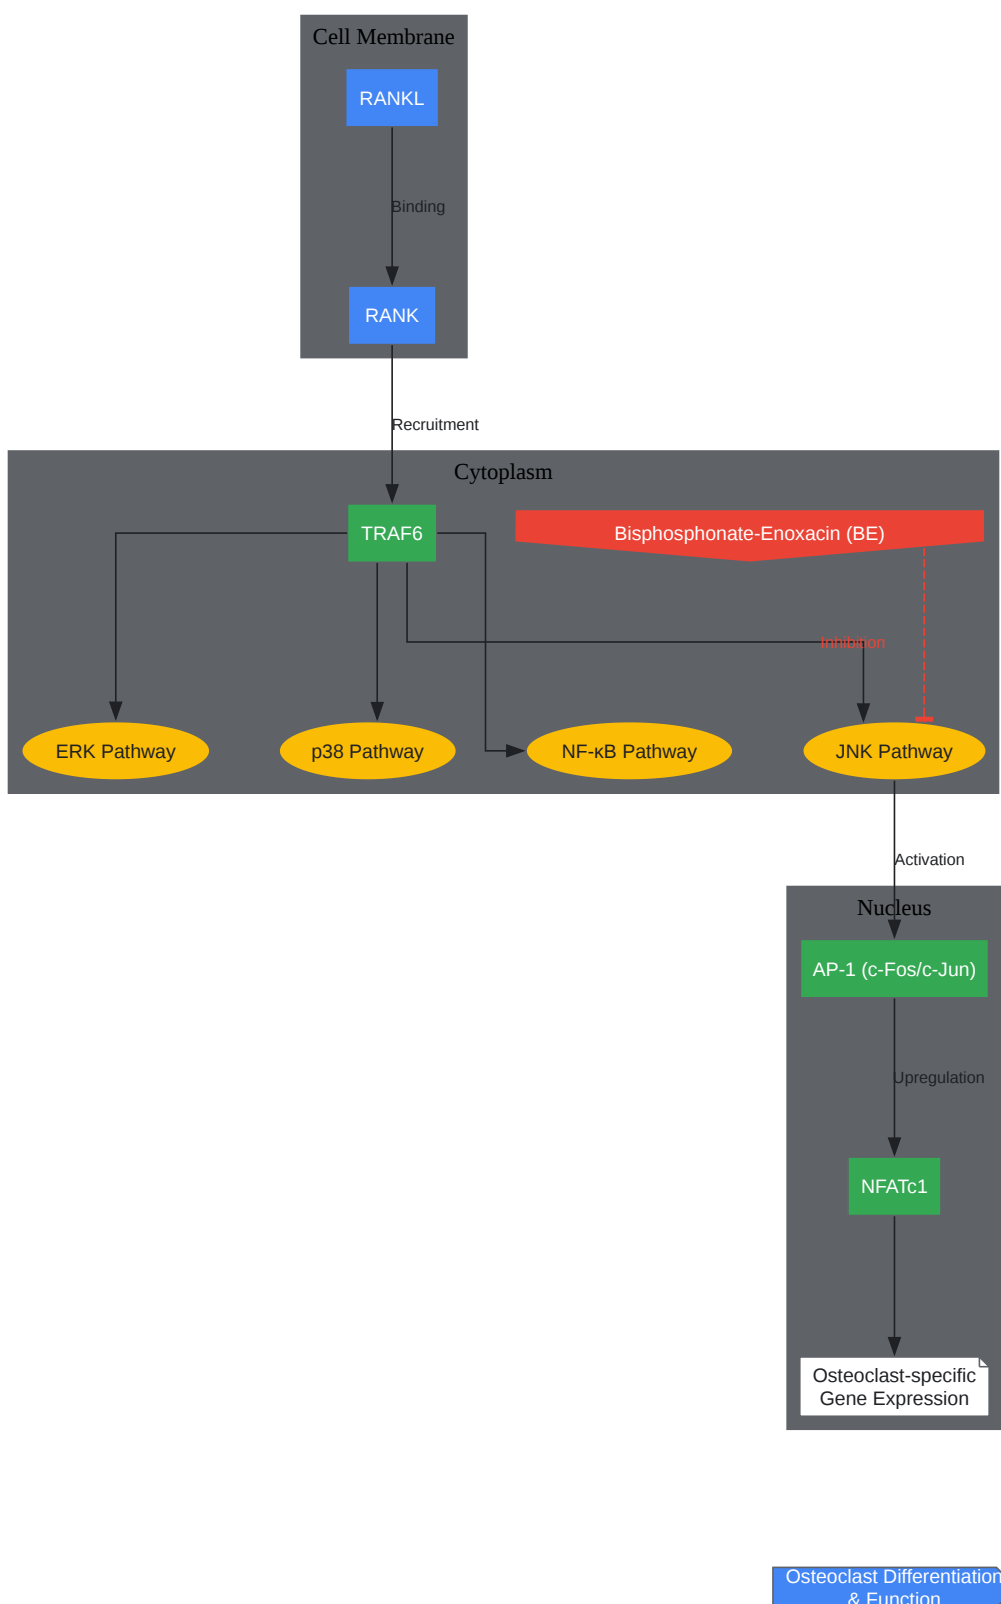 Cell Membrane
RANKL
Binding
RANK
Recruitment
Cytoplasm
TRAF6
Bisphosphonate-Enoxacin (BE)
Inhibition
ERK Pathway
p38 Pathway
NF-κB Pathway
JNK Pathway
Activation
Nucleus
AP-1 (c-Fos/c-Jun)
Upregulation
NFATc1
Osteoclast-specific
Gene Expression
Osteoclast Differentiation
& Function